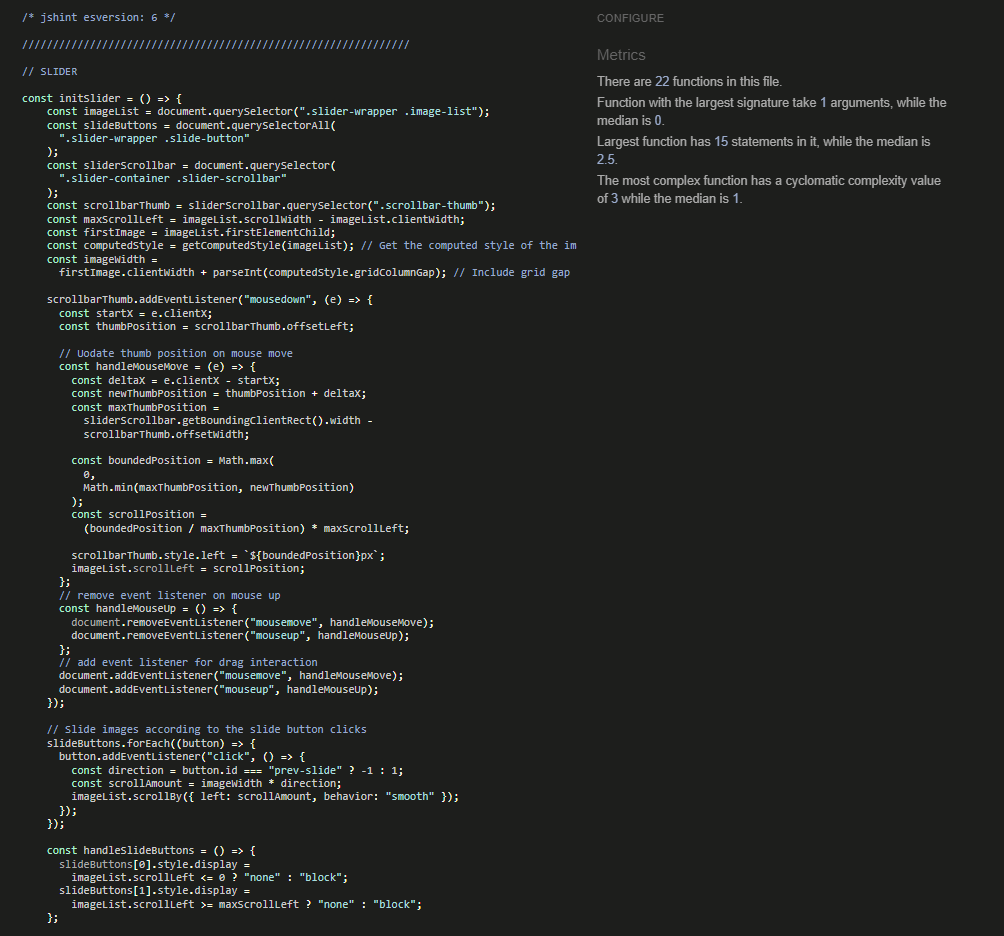 /* jshint esversion: 6 */
///////////////////////////////////////////////////////////////
// SLIDER
const initSlider = () => {
const imageList = document.querySelector(".slider-wrapper .image-list");
const slideButtons = document.querySelectorAll(
".slider-wrapper .slide-button"
);
const sliderScrollbar = document.querySelector(
".slider-container .slider-scrollbar"
);
const scrollbarThumb = sliderScrollbar.querySelector(".scrollbar-thumb");
const maxScrollLeft = imageList.scrollWidth - imageList.clientWidth;
const firstImage = imageList.firstElementChild;
const computedStyle = getComputedStyle(imageList); // Get the computed style of the im
const imageWidth =
firstImage.clientWidth + parseInt(computedStyle.gridColumnGap); // Include grid gap
scrollbarThumb.addEventListener("mousedown", (e) => {
const startX = e.clientX;
const thumbPosition = scrollbarThumb.offsetLeft;
// Uodate thumb position on mouse move
const handleMouseMove = (e) => {
const deltaX = e.clientX - startX;
const newThumbPosition = thumbPosition + deltaX;
const maxThumbPosition =
sliderScrollbar.getBoundingClientRect().width -
scrollbarThumb.offsetWidth;
const boundedPosition = Math.max(
0,
Math.min(maxThumbPosition, newThumbPosition)
);
const scrollPosition =
(boundedPosition / maxThumbPosition) * maxScrollLeft;
scrollbarThumb.style.left = `${boundedPosition}px`;
imageList.scrollLeft = scrollPosition;
};
// remove event listener on mouse up
const handleMouseUp = () => {
document.removeEventListener("mousemove", handleMouseMove);
document.removeEventListener("mouseup", handleMouseUp);
};
// add event listener for drag interaction
document.addEventListener("mousemove", handleMouseMove);
document.addEventListener("mouseup", handleMouseUp);
});
// Slide images according to the slide button clicks
slideButtons.forEach((button) => {
button.addEventListener("click", () => {
const direction = button.id === "prev-slide" ? -1 : 1;
const scrollAmount = imageWidth * direction;
imageList.scrollBy({ left: scrollAmount, behavior: "smooth" });
});
});
const handleSlideButtons = () => {
slideButtons[0].style.display =
imageList.scrollLeft <= 0 ? "none" : "block";
slideButtons[1].style.display =
imageList.scrollLeft >= maxScrollLeft ? "none" : "block";
};
CONFIGURE
Metrics
There are 22 functions in this file.
Function with the largest signature take 1 arguments, while the
median is 0.
Largest function has 15 statements in it, while the median is
2.5.
The most complex function has a cyclomatic complexity value
of 3 while the median is 1.